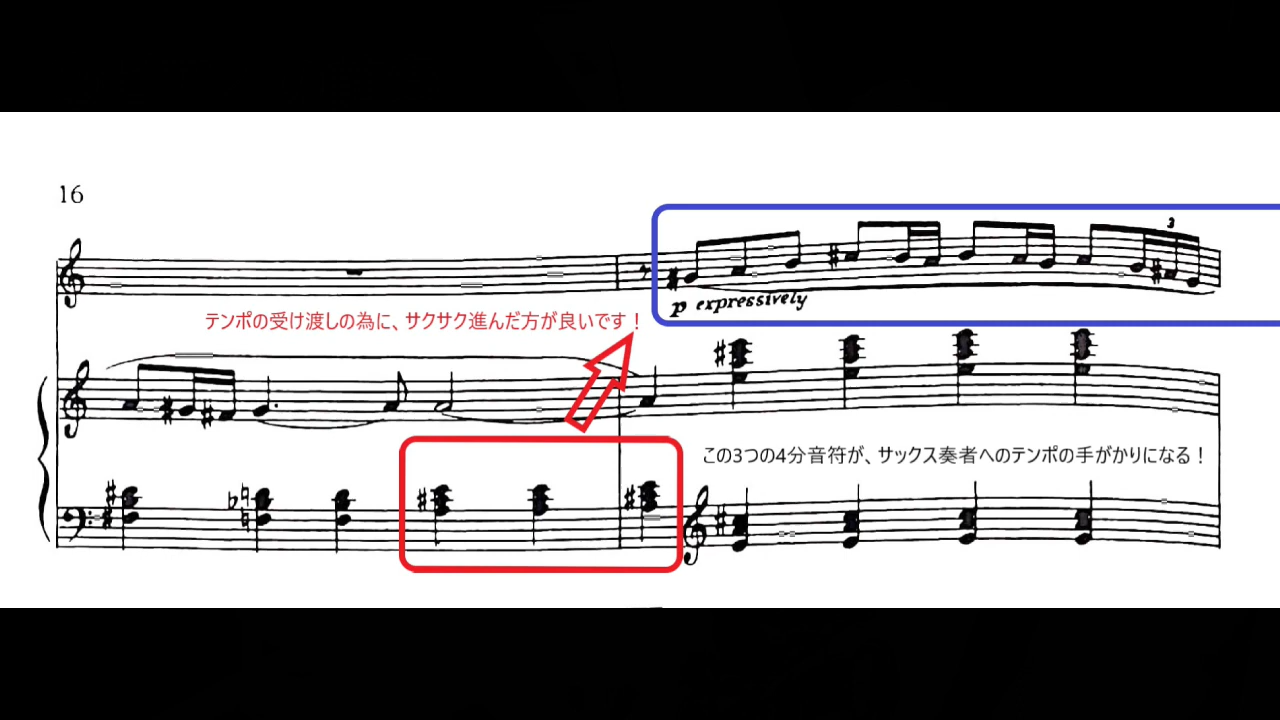 16
3
p expressively
テンポの受け渡しの為に、サクサク進んだ方が良いです！
この3つの4分音符が、サックス奏者へのテンポの手がかりになる！